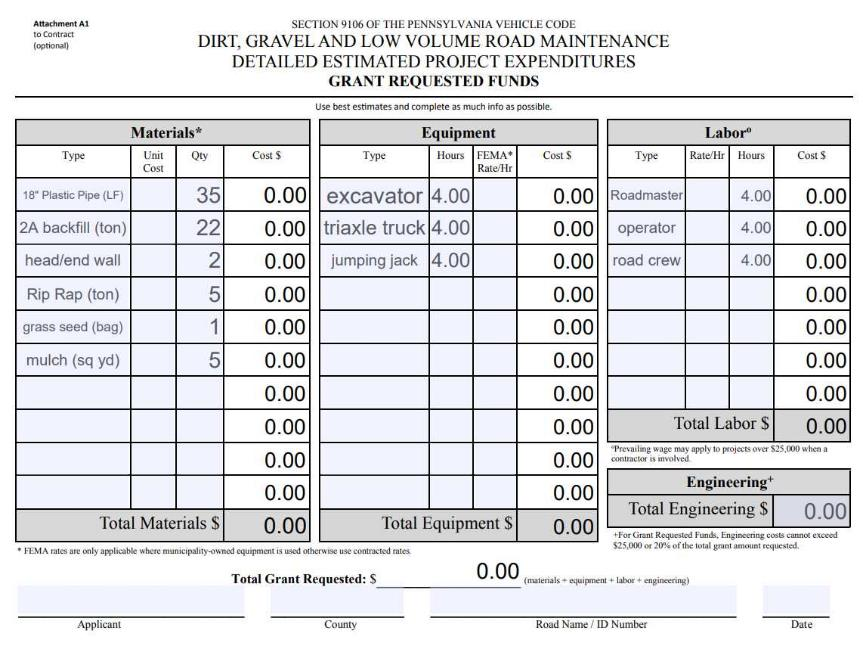 Attachment A1
to Contract
(optional)
SECTION 9106 OF THE PENNSYLVANIA VEHICLE CODE
DIRT, GRAVEL AND LOW VOLUME ROAD MAINTENANCE
DETAILED ESTIMATED PROJECT EXPENDITURES
GRANT REQUESTED FUNDS
Use best estimates and complete as much info as possible.
Materials*
Type Unit Cost Qty Cost $
18" Plastic Pipe (LF) 35 0.00
2A backfill (ton) 22 0.00
head/end wall 2 0.00
Rip Rap (ton) 5 0.00
grass seed (bag) 1 0.00
mulch (sq yd) 5 0.00
0.00
0.00
0.00
0.00
Total Materials $ 0.00
Equipment
Type Hours FEMA* Rate/Hr Cost $
excavator 4.00 0.00
triaxle truck 4.00 0.00
jumping jack 4.00 0.00
0.00
0.00
0.00
0.00
0.00
0.00
0.00
Total Equipment $ 0.00
Laborº
Type Rate/Hr Hours Cost $
Roadmaster 4.00 0.00
operator 4.00 0.00
road crew 4.00 0.00
0.00
0.00
0.00
0.00
Total Labor $ 0.00
ºPrevailing wage may apply to projects over $25,000 when a
contractor is involved.
Engineering+
Total Engineering $ 0.00
+For Grant Requested Funds, Engineering costs cannot exceed
$25,000 or 20% of the total grant amount requested.
* FEMA rates are only applicable where municipality-owned equipment is used otherwise use contracted rates.
Total Grant Requested: $ 0.00 (materials + equipment + labor + engineering)
Applicant County Road Name / ID Number Date